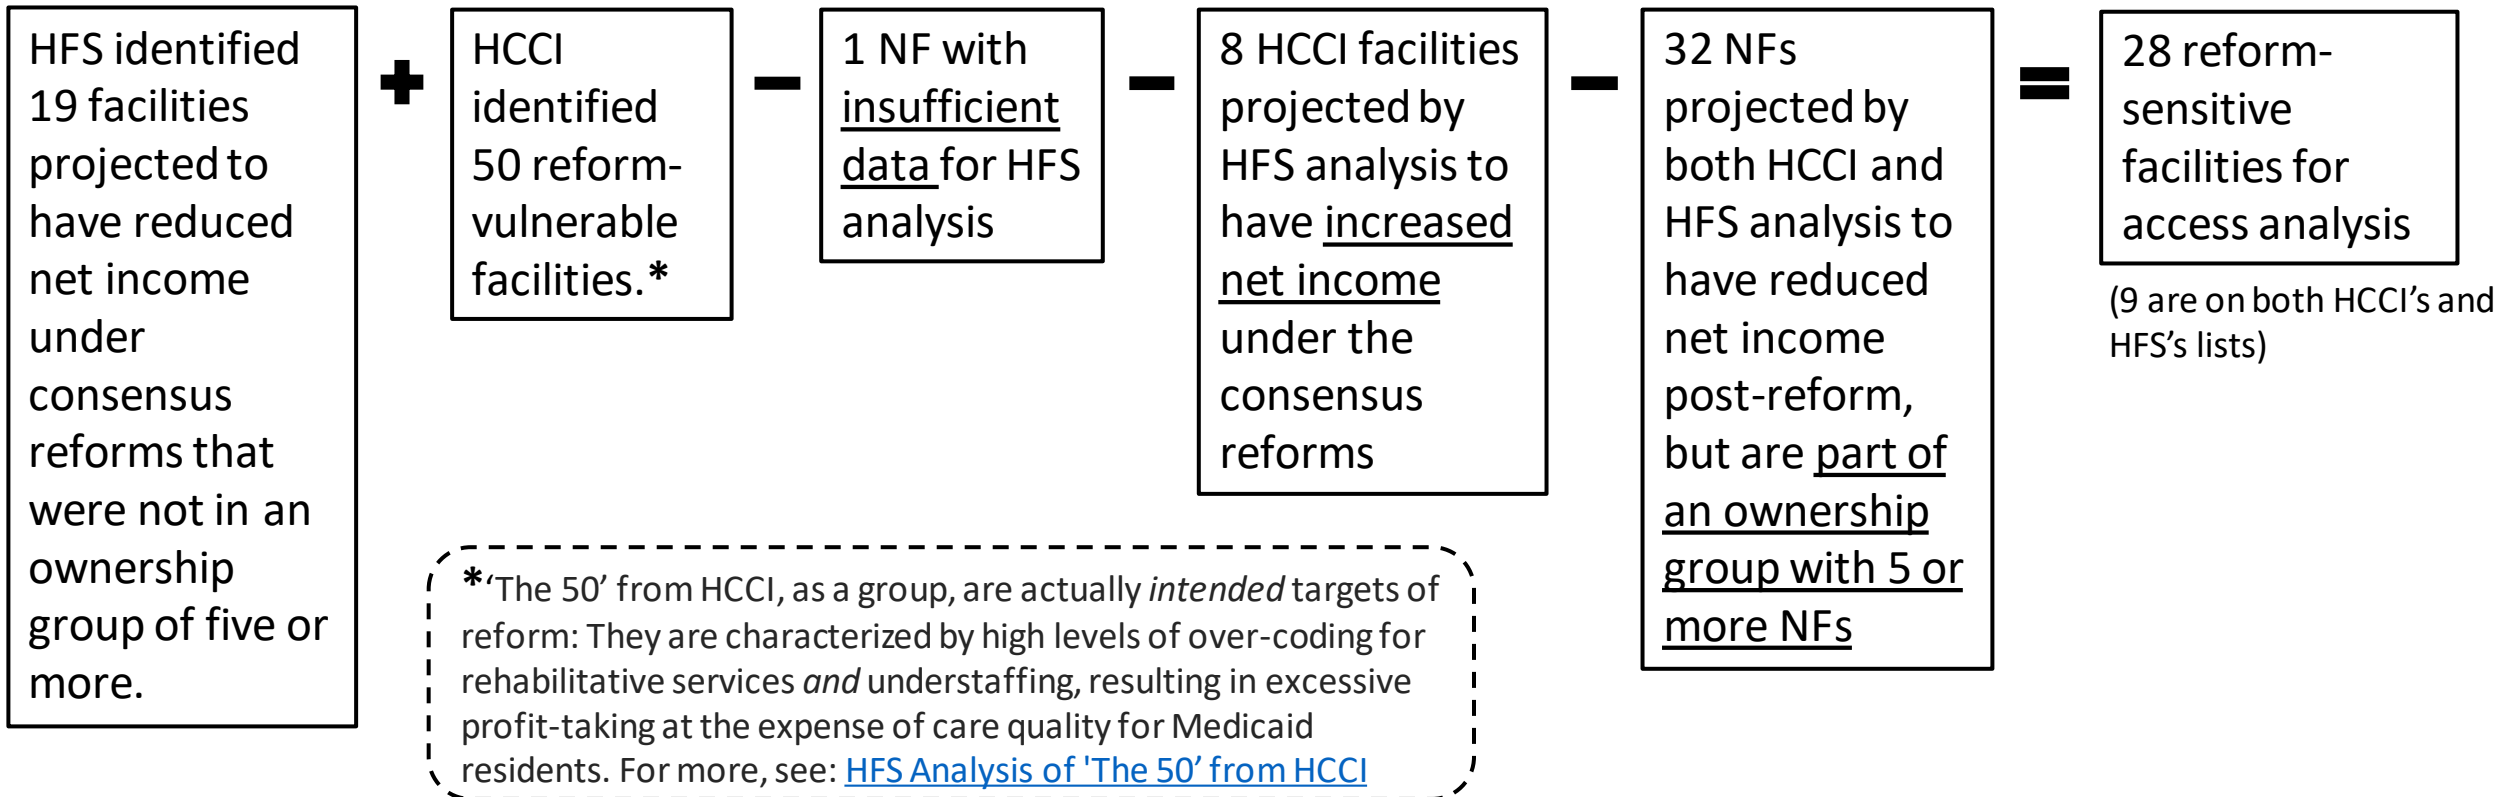 HFS identified
19 facilities
projected to
have reduced
net income
under
consensus
reforms that
were not in an
ownership
group of five or
more.
+
HCCI
identified
50 reform-
vulnerable
facilities.*
−
1 NF with
insufficient
data for HFS
analysis
−
8 HCCI facilities
projected by
HFS analysis to
have increased
net income
under the
consensus
reforms
−
32 NFs
projected by
both HCCI and
HFS analysis to
have reduced
net income
post-reform,
but are part of
an ownership
group with 5 or
more NFs
=
28 reform-
sensitive
facilities for
access analysis
(9 are on both HCCI’s and
HFS’s lists)
*‘The 50’ from HCCI, as a group, are actually intended targets of
reform: They are characterized by high levels of over-coding for
rehabilitative services and understaffing, resulting in excessive
profit-taking at the expense of care quality for Medicaid
residents. For more, see: HFS Analysis of 'The 50’ from HCCI